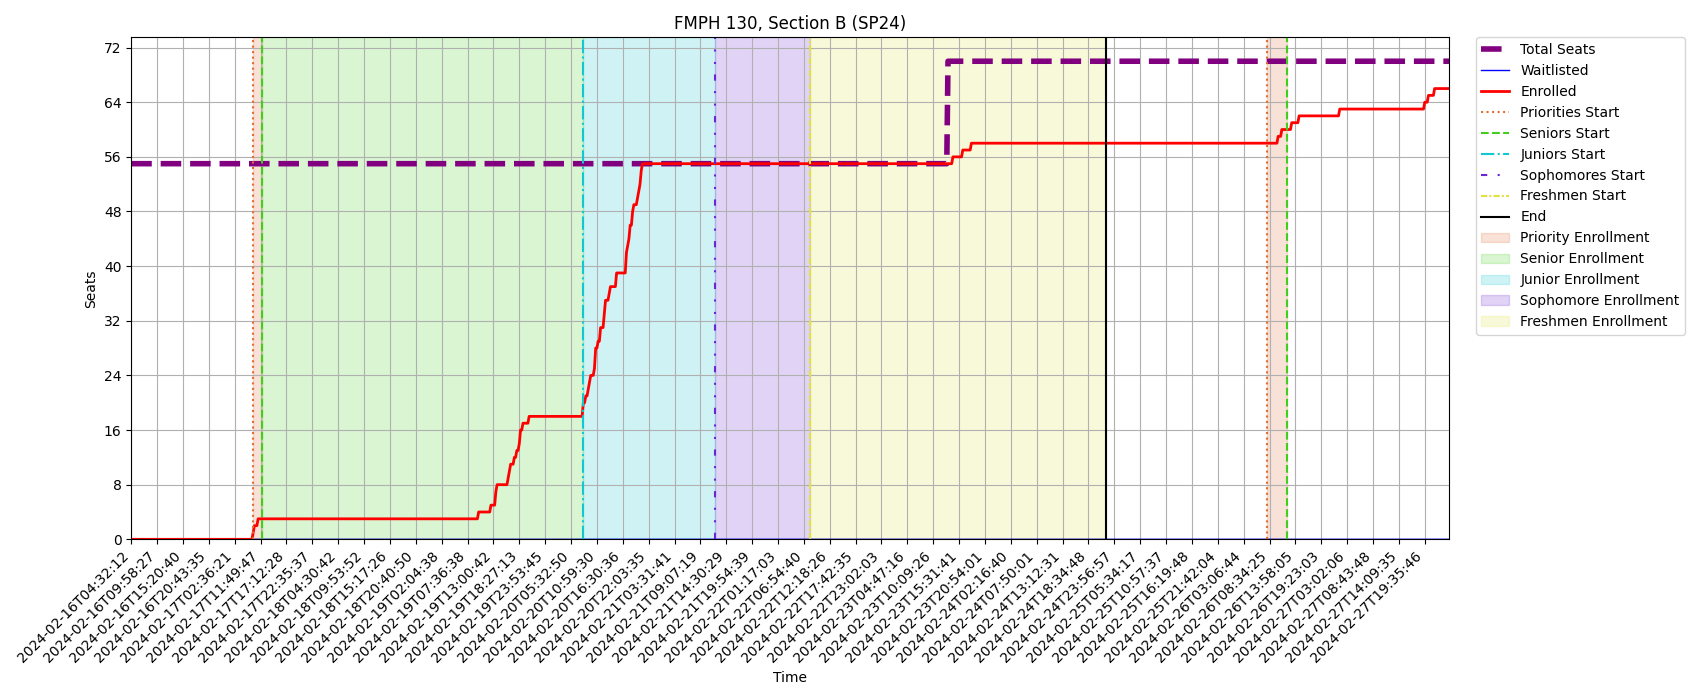 FMPH 130, Section B (SP24)
72
64
56
48
40
32
24
16
8
0
Seats
2024-02-16T04:32:12
2024-02-16T09:58:27
2024-02-16T15:20:40
2024-02-16T20:43:35
2024-02-17T02:36:21
2024-02-17T11:49:47
2024-02-17T17:12:28
2024-02-17T22:35:37
2024-02-18T04:30:42
2024-02-18T09:53:52
2024-02-18T15:17:26
2024-02-18T20:40:50
2024-02-19T02:04:38
2024-02-19T07:36:38
2024-02-19T13:00:42
2024-02-19T18:27:13
2024-02-19T23:53:45
2024-02-20T05:32:50
2024-02-20T10:59:30
2024-02-20T16:30:36
2024-02-20T22:03:35
2024-02-21T03:31:41
2024-02-21T09:07:19
2024-02-21T14:30:29
2024-02-21T19:54:39
2024-02-22T01:17:03
2024-02-22T06:54:40
2024-02-22T12:18:26
2024-02-22T17:42:35
2024-02-22T23:02:03
2024-02-23T04:47:16
2024-02-23T10:09:26
2024-02-23T15:31:41
2024-02-23T20:54:01
2024-02-24T02:16:40
2024-02-24T07:50:01
2024-02-24T13:12:31
2024-02-24T18:34:48
2024-02-24T23:56:57
2024-02-25T05:34:17
2024-02-25T10:57:37
2024-02-25T16:19:48
2024-02-25T21:42:04
2024-02-26T03:06:44
2024-02-26T08:34:25
2024-02-26T13:58:05
2024-02-26T19:23:03
2024-02-27T03:02:06
2024-02-27T08:43:48
2024-02-27T14:09:35
2024-02-27T19:35:46
Time
Total Seats
Waitlisted
Enrolled
Priorities Start
Seniors Start
Juniors Start
Sophomores Start
Freshmen Start
End
Priority Enrollment
Senior Enrollment
Junior Enrollment
Sophomore Enrollment
Freshmen Enrollment